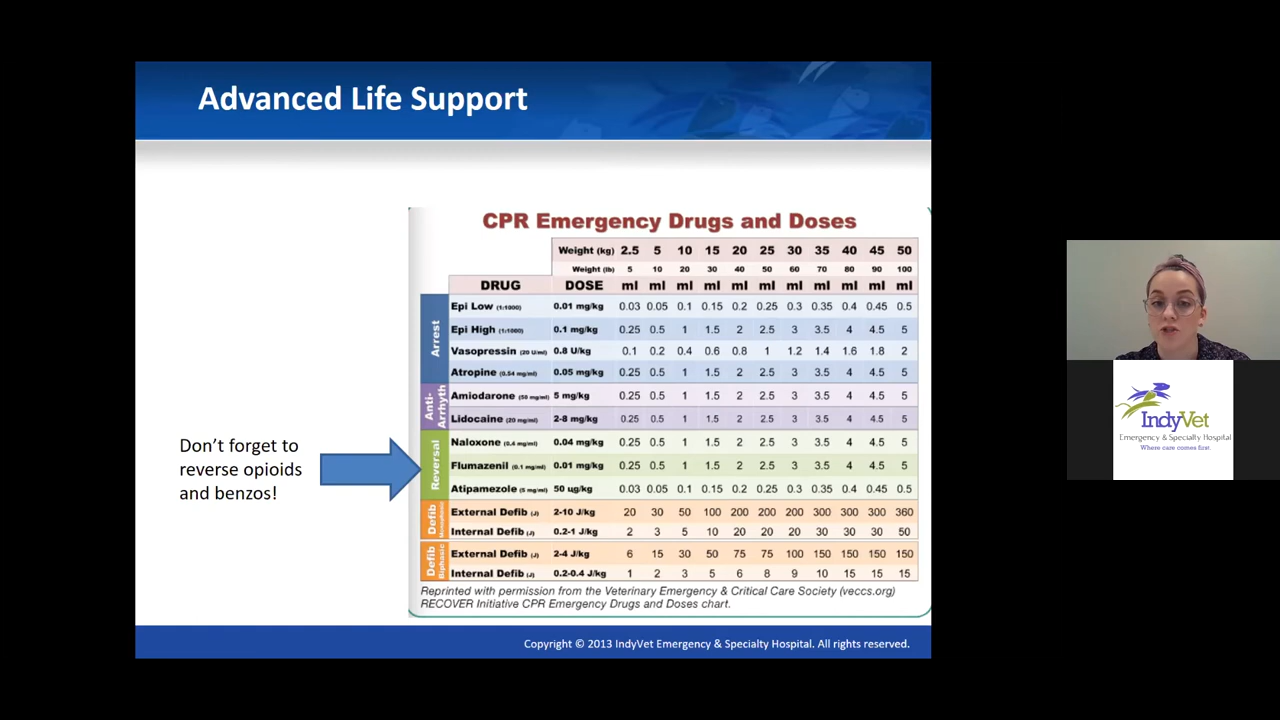 Advanced Life Support
CPR Emergency Drugs and Doses
Weight (kg) 2.5 5 10 15 20 25 30 35 40 45 50
Weight (lb) 5 10 20 30 40 50 60 70 80 90 100
DRUG DOSE ml ml ml ml ml ml ml ml ml ml ml
Arrest
Epi Low (1:1000) 0.01 mg/kg 0.03 0.05 0.1 0.15 0.2 0.25 0.3 0.35 0.4 0.45 0.5
Epi High (1:1000) 0.1 mg/kg 0.25 0.5 1 1.5 2 2.5 3 3.5 4 4.5 5
Vasopressin (20 U/ml) 0.8 U/kg 0.1 0.2 0.4 0.6 0.8 1 1.2 1.4 1.6 1.8 2
Atropine (0.54 mg/ml) 0.05 mg/kg 0.25 0.5 1 1.5 2 2.5 3 3.5 4 4.5 5
Anti-
Arrhyth
Amiodarone (50 mg/ml) 5 mg/kg 0.25 0.5 1 1.5 2 2.5 3 3.5 4 4.5 5
Lidocaine (20 mg/ml) 2-8 mg/kg 0.25 0.5 1 1.5 2 2.5 3 3.5 4 4.5 5
Reversal
Naloxone (0.4 mg/ml) 0.04 mg/kg 0.25 0.5 1 1.5 2 2.5 3 3.5 4 4.5 5
Flumazenil (0.1 mg/ml) 0.01 mg/kg 0.25 0.5 1 1.5 2 2.5 3 3.5 4 4.5 5
Atipamezole (5 mg/ml) 50 ug/kg 0.03 0.05 0.1 0.15 0.2 0.25 0.3 0.35 0.4 0.45 0.5
Defib
Monophasic
External Defib (J) 2-10 J/kg 20 30 50 100 200 200 200 300 300 300 360
Internal Defib (J) 0.2-1 J/kg 2 3 5 10 20 20 20 30 30 30 50
Defib
Biphasic
External Defib (J) 2-4 J/kg 6 15 30 50 75 75 100 150 150 150 150
Internal Defib (J) 0.2-0.4 J/kg 1 2 3 5 6 8 9 10 15 15 15
Reprinted with permission from the Veterinary Emergency & Critical Care Society (veccs.org)
RECOVER Initiative CPR Emergency Drugs and Doses chart.
Don't forget to
reverse opioids
and benzos!
Copyright © 2013 IndyVet Emergency & Specialty Hospital. All rights reserved.
IndyVet
Emergency & Specialty Hospital
Where care comes first.